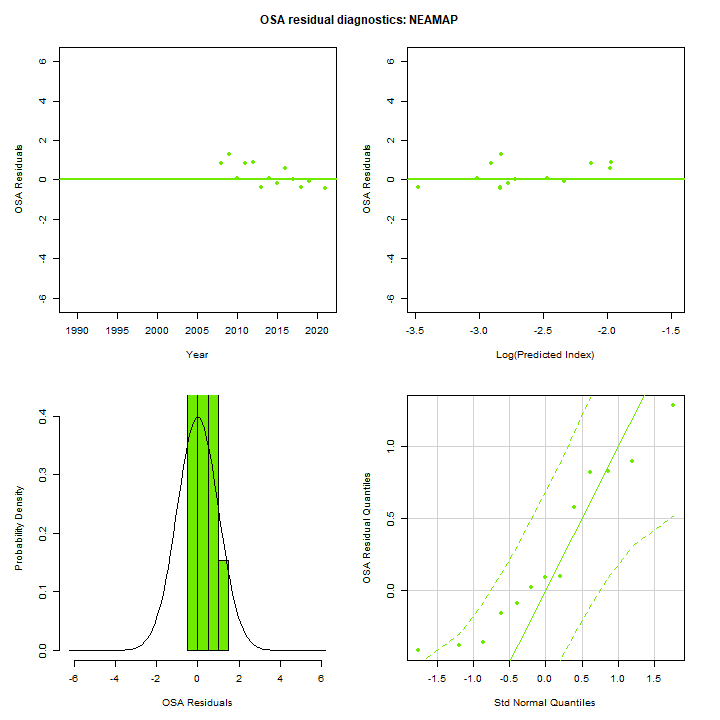 OSA residual diagnostics: NEAMAP
OSA Residuals
6
4
2
0
-2
-4
-6
1990 1995 2000 2005 2010 2015 2020
Year
OSA Residuals
6
4
2
0
-2
-4
-6
-3.5 -3.0 -2.5 -2.0 -1.5
Log(Predicted Index)
Probability Density
0.4
0.3
0.2
0.1
0.0
-6 -4 -2 0 2 4 6
OSA Residuals
OSA Residual Quantiles
1.0
0.5
0.0
-1.5 -1.0 -0.5 0.0 0.5 1.0 1.5
Std Normal Quantiles